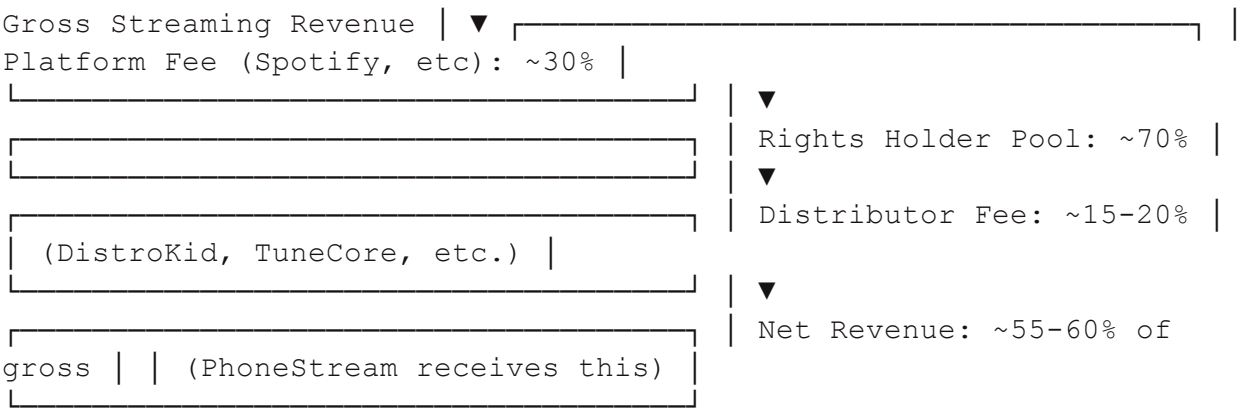 Gross Streaming Revenue │ ▼ ┌──────────────────────────────────────┐ │
Platform Fee (Spotify, etc): ~30% │
└──────────────────────────────────────┘ │ ▼
┌──────────────────────────────────────┐ │ Rights Holder Pool: ~70% │
└──────────────────────────────────────┘ │ ▼
┌──────────────────────────────────────┐ │ Distributor Fee: ~15-20% │
│ (DistroKid, TuneCore, etc.) │
└──────────────────────────────────────┘ │ ▼
┌──────────────────────────────────────┐ │ Net Revenue: ~55-60% of
gross │ │ (PhoneStream receives this) │
└──────────────────────────────────────┘